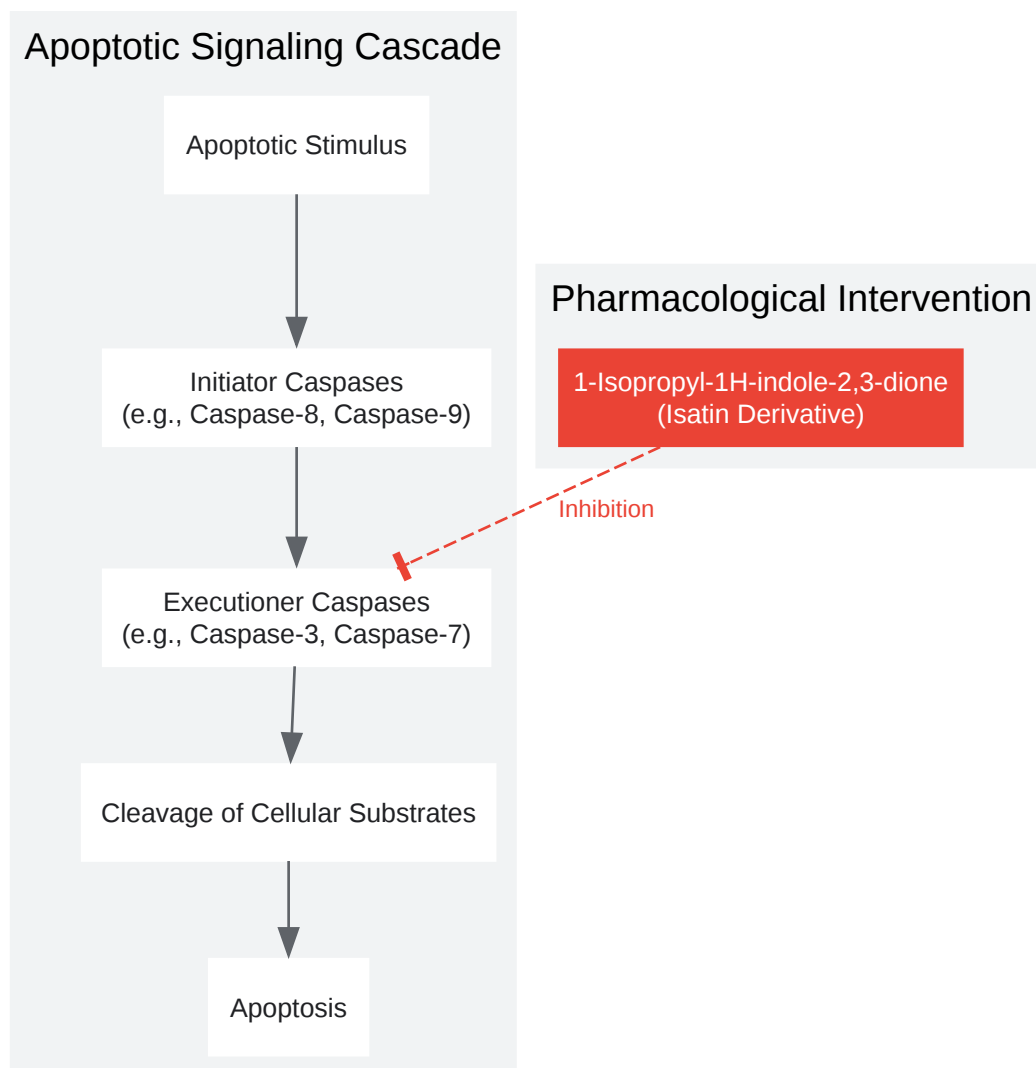 Apoptotic Signaling Cascade
Apoptotic Stimulus
Initiator Caspases
(e.g., Caspase-8, Caspase-9)
Executioner Caspases
(e.g., Caspase-3, Caspase-7)
Cleavage of Cellular Substrates
Apoptosis
Pharmacological Intervention
1-Isopropyl-1H-indole-2,3-dione
(Isatin Derivative)
Inhibition